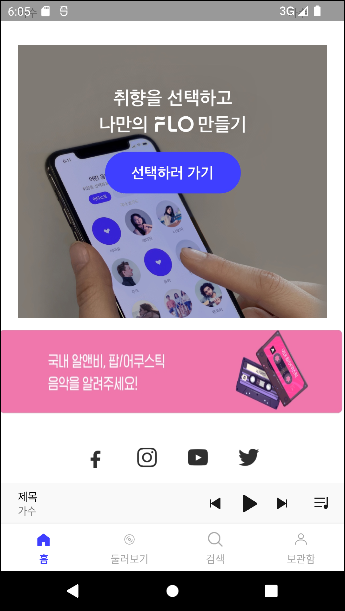 6:05
3G
취향을 선택하고
나만의 FLO 만들기
선택하러 가기
국내 알앤비, 팝/어쿠스틱
음악을 알려주세요!
제목
가수
홈
둘러보기
검색
보관함